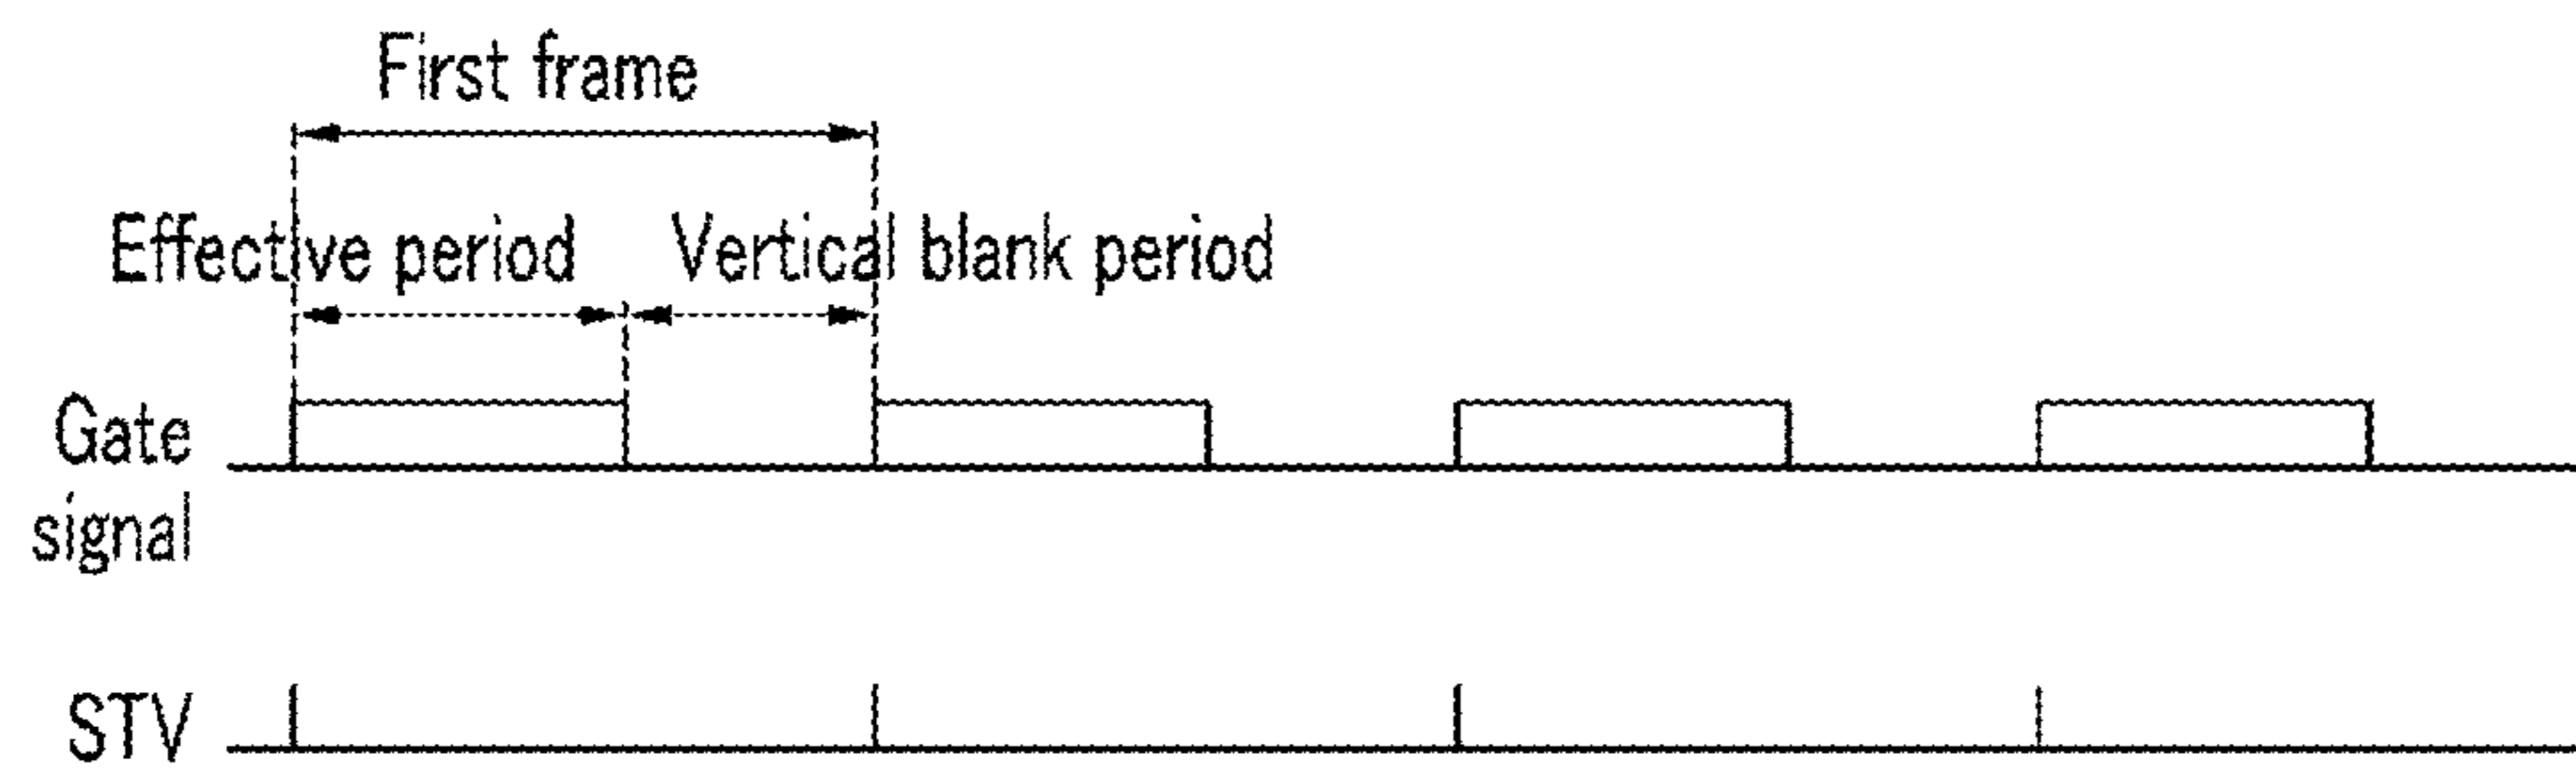 First frame
Effective period
Vertical blank period
Gate
signal
STV